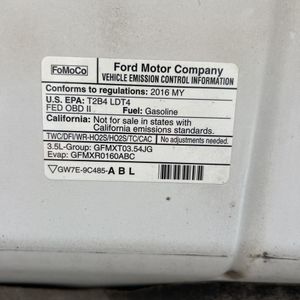 FoMoCo
Ford Motor Company
VEHICLE EMISSION CONTROL INFORMATION
Conforms to regulations: 2016 MY
U.S. EPA: T2B4 LDT4
FED OBD II Fuel: Gasoline
California: Not for sale in states with
California emissions standards.
TWC/DFI/WR-HO2S/HO2S/TC/CAC No adjustments needed.
3.5L-Group: GFMXT03.54JG
Evap: GFMXR0160ABC
GW7E-9C485-ABL